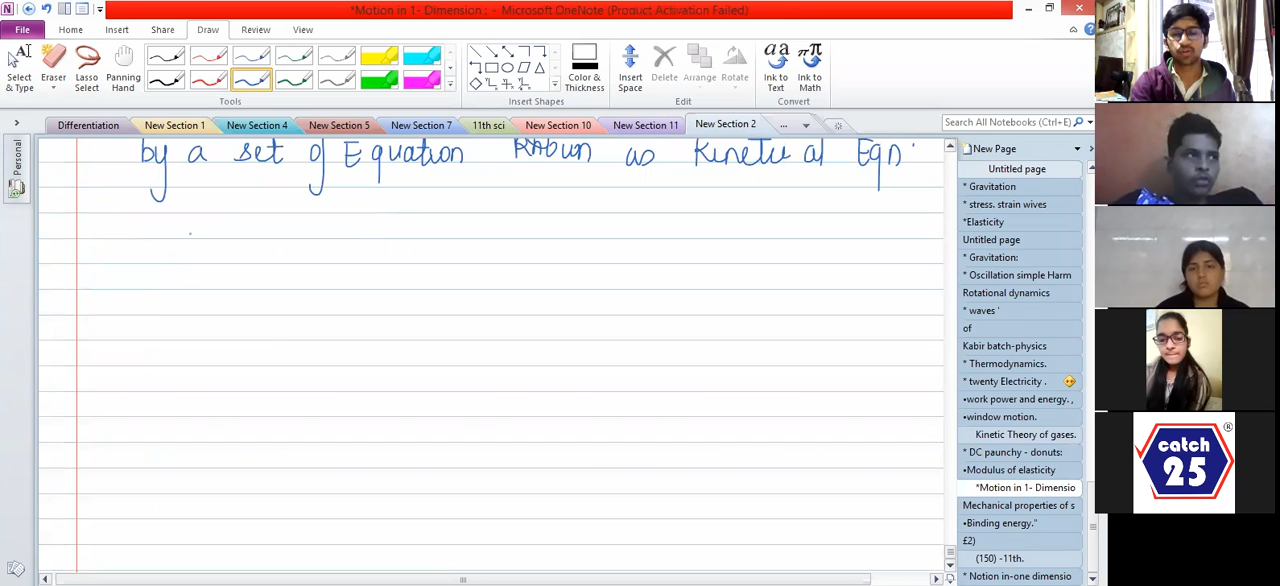 *Motion in 1- Dimension : - Microsoft OneNote (Product Activation Failed)
File Home Insert Share Draw Review View
Select & Type
Eraser
Lasso Select
Panning Hand
Color & Thickness
Insert Space
Delete
Arrange
Rotate
Ink to Text
Ink to Math
Tools
Insert Shapes
Edit
Convert
Differentiation New Section 1 New Section 4 New Section 5 New Section 7 11th sci New Section 10 New Section 11 New Section 2 ...
Search All Notebooks (Ctrl+E)
Personal
by a set of Equation known as Kinetical Eqn
New Page
Untitled page
* Gravitation
* stress. strain wives
*Elasticity
Untitled page
* Gravitation:
* Oscillation simple Harm
Rotational dynamics
* waves '
of
Kabir batch-physics
* Thermodynamics.
* twenty Electricity .
•work power and energy. ,
•window motion.
Kinetic Theory of gases.
* DC paunchy - donuts:
•Modulus of elasticity
*Motion in 1- Dimensio
Mechanical properties of s
•Binding energy."
£2)
(150) -11th.
* Notion in-one dimensio
catch
25
®